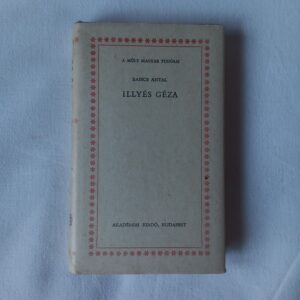 A MÚLT MAGYAR TUDÓSAI
BABICS ANTAL
ILLYÉS GÉZA
AKADÉMIAI KIADÓ, BUDAPEST